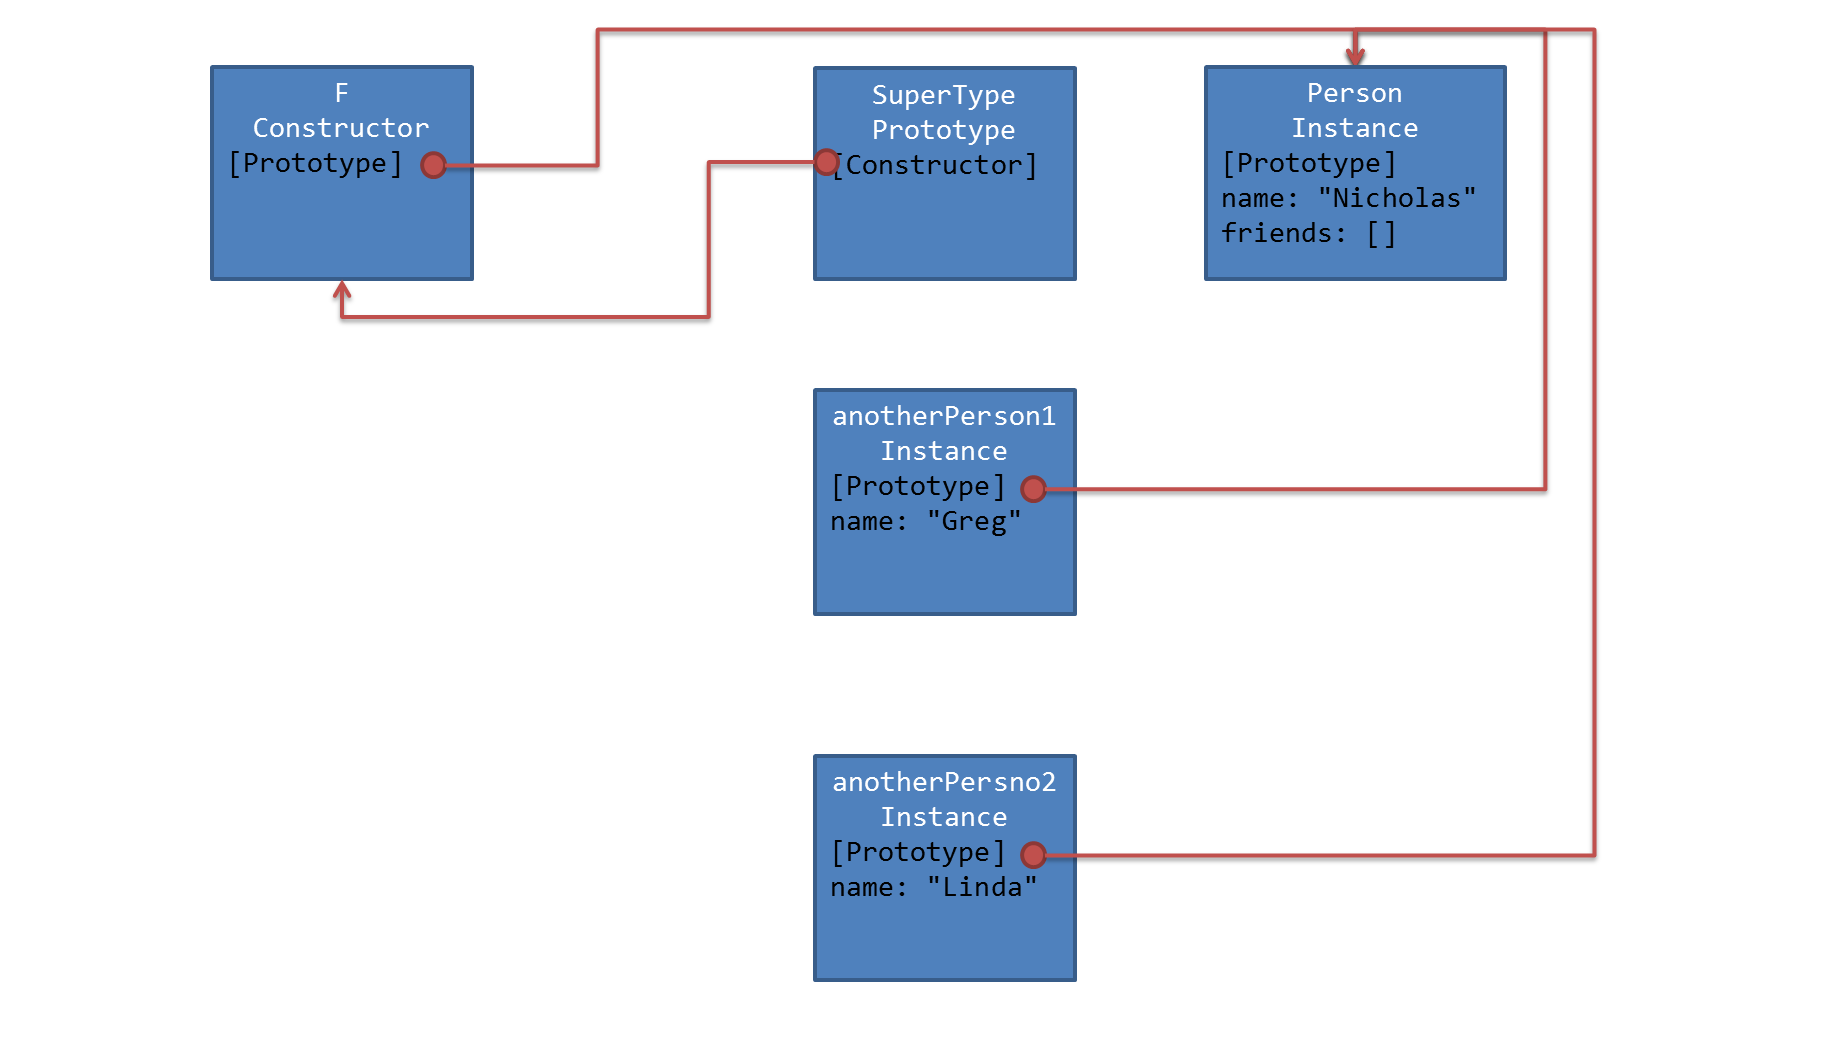 F
Constructor
[Prototype]
SuperType
Prototype
[Constructor]
Person
Instance
[Prototype]
name: "Nicholas"
friends: []
anotherPerson1
Instance
[Prototype]
name: "Greg"
anotherPersno2
Instance
[Prototype]
name: "Linda"